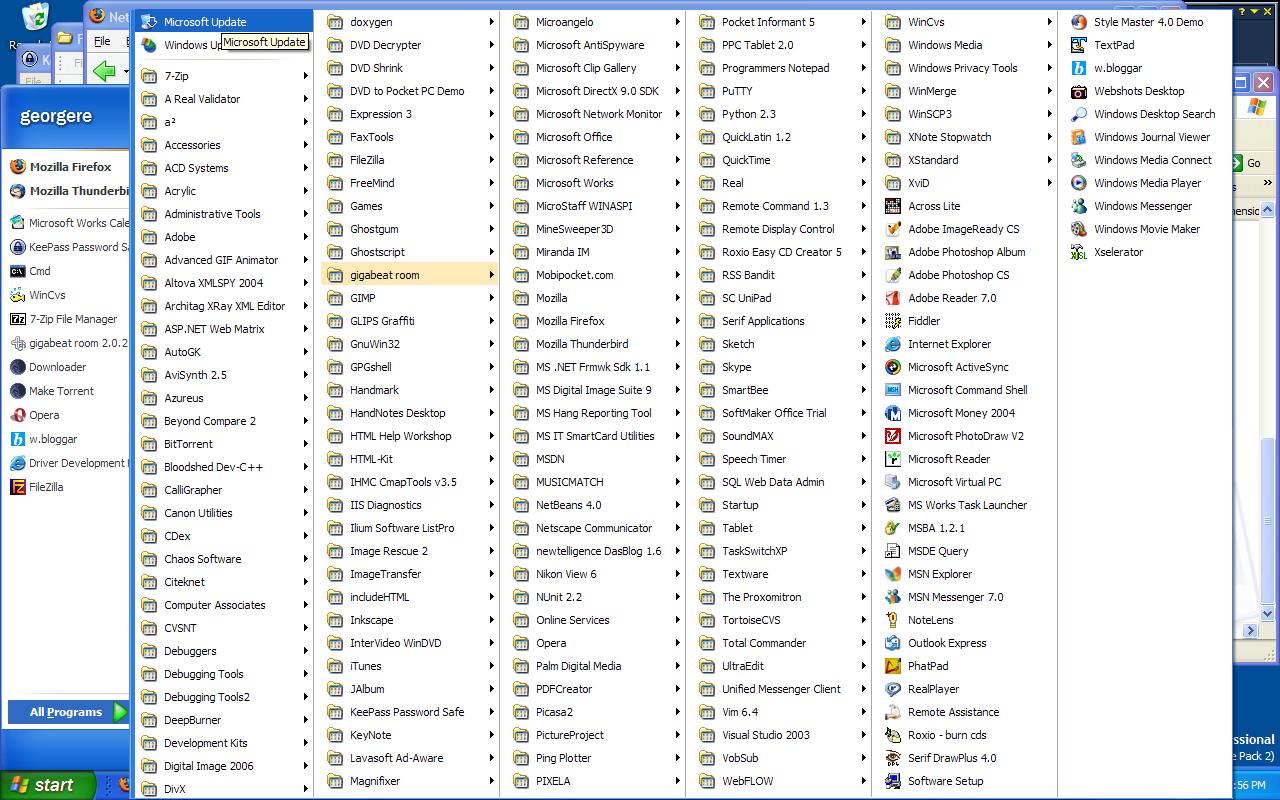 Net
File
georgere
Mozilla Firefox
Mozilla Thunderbi
Microsoft Works Cale
KeePass Password Sa
Cmd
WinCvs
7-Zip File Manager
gigabeat room 2.0.2
Downloader
Make Torrent
Opera
w.bloggar
Driver Development
FileZilla
All Programs
start
Microsoft Update
Windows Up
Microsoft Update
7-Zip
A Real Validator
a²
Accessories
ACD Systems
Acrylic
Administrative Tools
Adobe
Advanced GIF Animator
Altova XMLSPY 2004
Architag XRay XML Editor
ASP.NET Web Matrix
AutoGK
AviSynth 2.5
Azureus
Beyond Compare 2
BitTorrent
Bloodshed Dev-C++
CalliGrapher
Canon Utilities
CDex
Chaos Software
Citeknet
Computer Associates
CVSNT
Debuggers
Debugging Tools
Debugging Tools2
DeepBurner
Development Kits
Digital Image 2006
DivX
doxygen
DVD Decrypter
DVD Shrink
DVD to Pocket PC Demo
Expression 3
FaxTools
FileZilla
FreeMind
Games
Ghostgum
Ghostscript
gigabeat room
GIMP
GLIPS Graffiti
GnuWin32
GPGshell
Handmark
HandNotes Desktop
HTML Help Workshop
HTML-Kit
IHMC CmapTools v3.5
IIS Diagnostics
Ilium Software ListPro
Image Rescue 2
ImageTransfer
includeHTML
Inkscape
InterVideo WinDVD
iTunes
JAlbum
KeePass Password Safe
KeyNote
Lavasoft Ad-Aware
Magnifixer
Microangelo
Microsoft AntiSpyware
Microsoft Clip Gallery
Microsoft DirectX 9.0 SDK
Microsoft Network Monitor
Microsoft Office
Microsoft Reference
Microsoft Works
MicroStaff WINASPI
MineSweeper3D
Miranda IM
Mobipocket.com
Mozilla
Mozilla Firefox
Mozilla Thunderbird
MS .NET Frmwk Sdk 1.1
MS Digital Image Suite 9
MS Hang Reporting Tool
MS IT SmartCard Utilities
MSDN
MUSICMATCH
NetBeans 4.0
Netscape Communicator
newtelligence DasBlog 1.6
Nikon View 6
NUnit 2.2
Online Services
Opera
Palm Digital Media
PDFCreator
Picasa2
PictureProject
Ping Plotter
PIXELA
Pocket Informant 5
PPC Tablet 2.0
Programmers Notepad
PuTTY
Python 2.3
QuickLatin 1.2
QuickTime
Real
Remote Command 1.3
Remote Display Control
Roxio Easy CD Creator 5
RSS Bandit
SC UniPad
Serif Applications
Sketch
Skype
SmartBee
SoftMaker Office Trial
SoundMAX
Speech Timer
SQL Web Data Admin
Startup
Tablet
TaskSwitchXP
Textware
The Proxomitron
TortoiseCVS
Total Commander
UltraEdit
Unified Messenger Client
Vim 6.4
Visual Studio 2003
VobSub
WebFLOW
WinCvs
Windows Media
Windows Privacy Tools
WinMerge
WinSCP3
XNote Stopwatch
XStandard
XviD
Across Lite
Adobe ImageReady CS
Adobe Photoshop Album
Adobe Photoshop CS
Adobe Reader 7.0
Fiddler
Internet Explorer
Microsoft ActiveSync
Microsoft Command Shell
Microsoft Money 2004
Microsoft PhotoDraw V2
Microsoft Reader
Microsoft Virtual PC
MS Works Task Launcher
MSBA 1.2.1
MSDE Query
MSN Explorer
MSN Messenger 7.0
NoteLens
Outlook Express
PhatPad
RealPlayer
Remote Assistance
Roxio - burn cds
Serif DrawPlus 4.0
Software Setup
Style Master 4.0 Demo
TextPad
w.bloggar
Webshots Desktop
Windows Desktop Search
Windows Journal Viewer
Windows Media Connect
Windows Media Player
Windows Messenger
Windows Movie Maker
Xselerator
Go
ssional
e Pack 2)
:56 PM